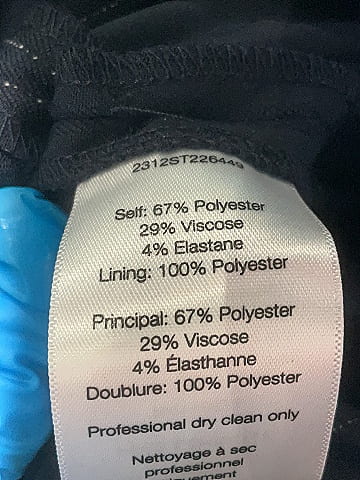 2312ST226449
Self: 67% Polyester
29% Viscose
4% Elastane
Lining: 100% Polyester
Principal: 67% Polyester
29% Viscose
4% Élasthanne
Doublure: 100% Polyester
Professional dry clean only
Nettoyage à sec
professionnel